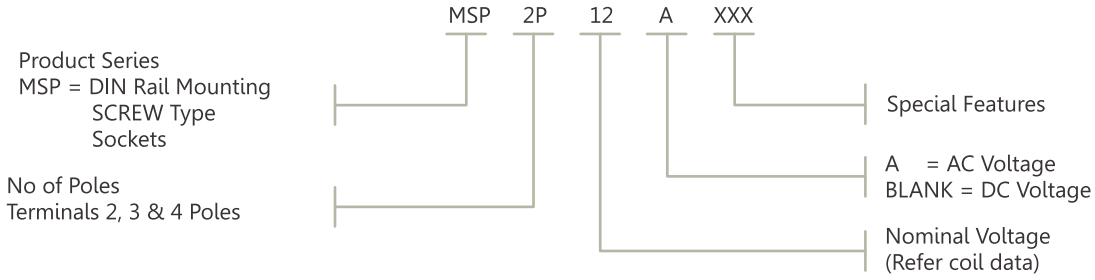 MSP 2P 12 A XXX
Product Series
MSP = DIN Rail Mounting
SCREW Type
Sockets
No of Poles
Terminals 2, 3 & 4 Poles
Special Features
A = AC Voltage
BLANK = DC Voltage
Nominal Voltage
(Refer coil data)